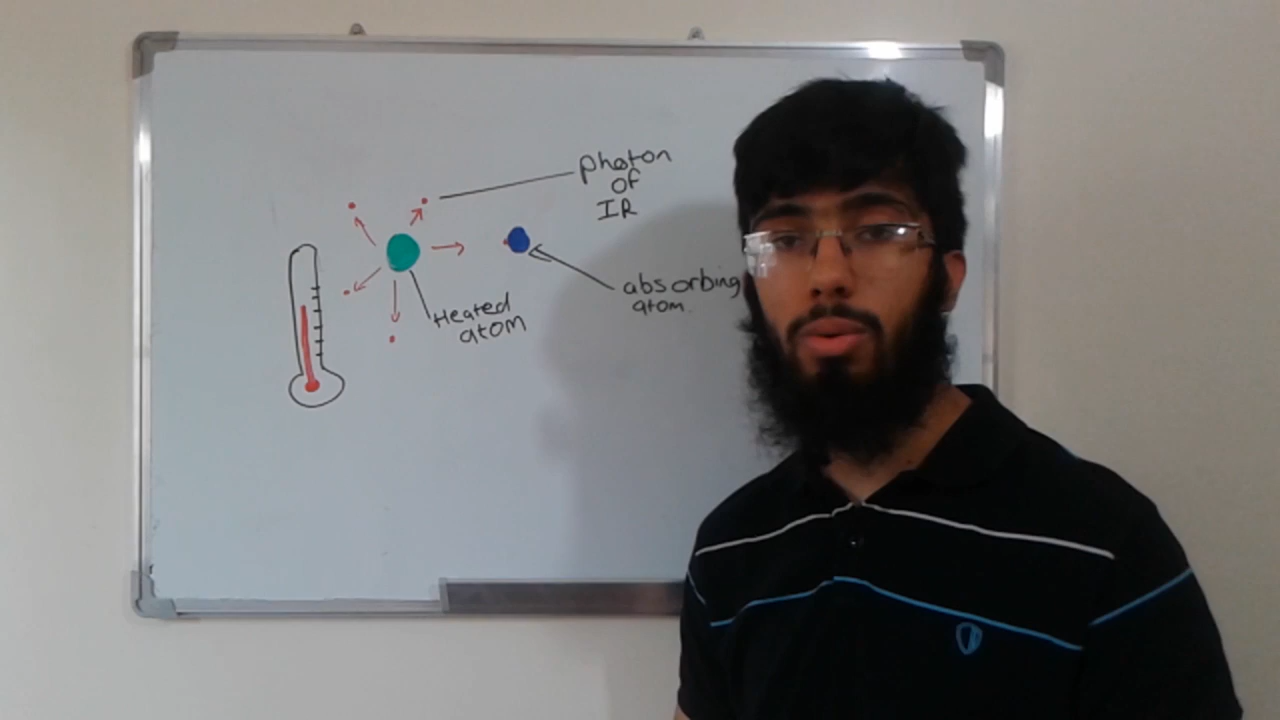 photon
of
IR
absorbing
atom
Heated
atom